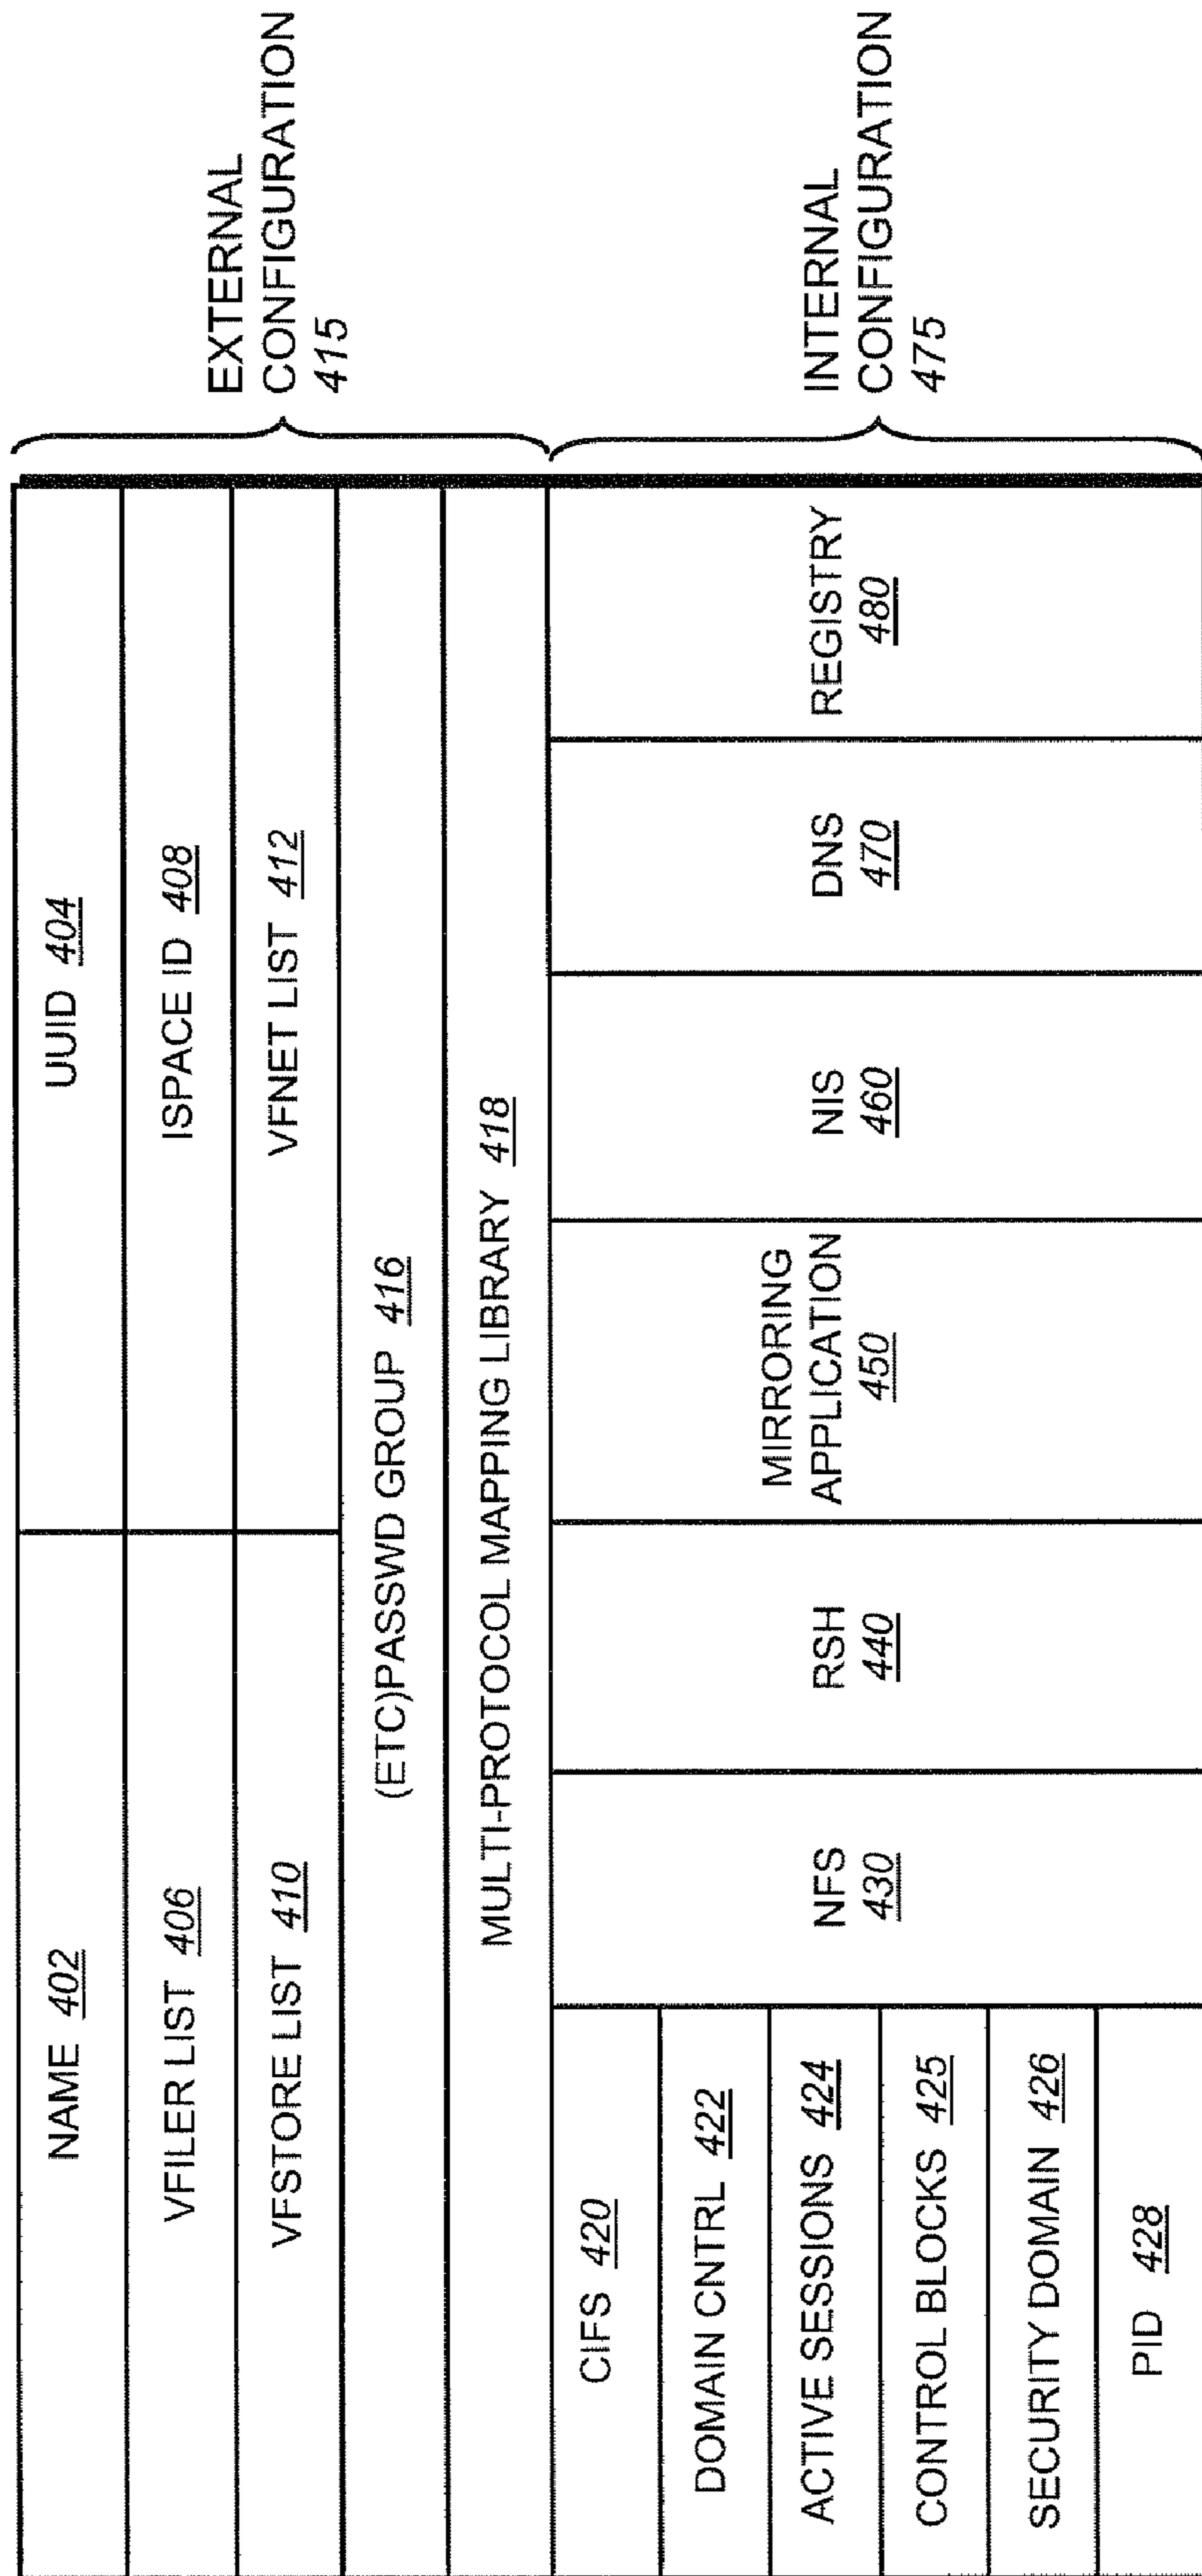 NAME 402
UUID 404
VFILER LIST 406
ISPACE ID 408
VFSTORE LIST 410
VFNET LIST 412
(ETC)PASSWD GROUP 416
MULTI-PROTOCOL MAPPING LIBRARY 418
EXTERNAL
CONFIGURATION
415
CIFS 420
DOMAIN CNTRL 422
ACTIVE SESSIONS 424
CONTROL BLOCKS 425
SECURITY DOMAIN 426
PID 428
NFS
430
RSH
440
MIRRORING
APPLICATION
450
NIS
460
DNS
470
REGISTRY
480
INTERNAL
CONFIGURATION
475